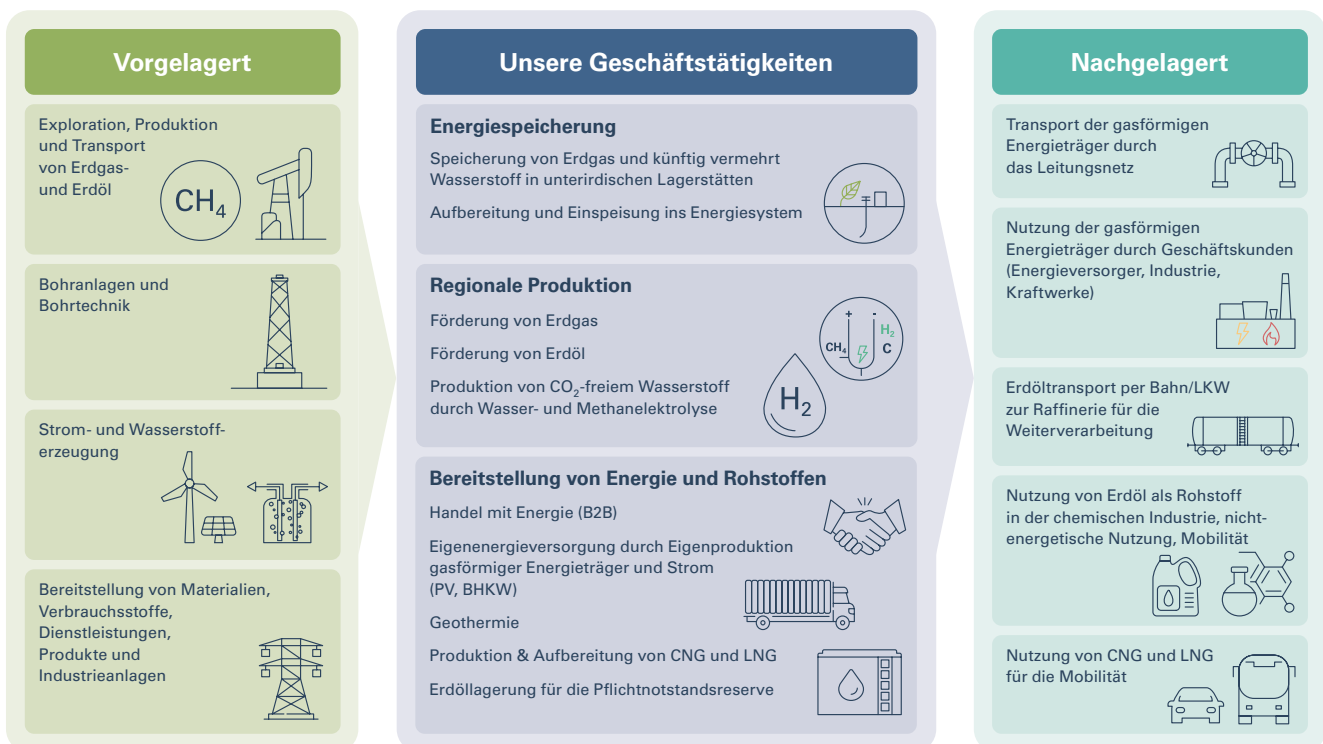 Vorgelagert
Exploration, Produktion
und Transport
von Erdgas-
und Erdöl
CH₄
Bohranlagen und
Bohrtechnik
Strom- und Wasserstoff-
erzeugung
Bereitstellung von Materialien,
Verbrauchsstoffe,
Dienstleistungen,
Produkte und
Industrieanlagen
Unsere Geschäftstätigkeiten
Energiespeicherung
Speicherung von Erdgas und künftig vermehrt
Wasserstoff in unterirdischen Lagerstätten
Aufbereitung und Einspeisung ins Energiesystem
Regionale Produktion
Förderung von Erdgas
Förderung von Erdöl
Produktion von CO₂-freiem Wasserstoff
durch Wasser- und Methanelektrolyse
+ -
H₂
CH₄ C
H₂
Bereitstellung von Energie und Rohstoffen
Handel mit Energie (B2B)
Eigenenergieversorgung durch Eigenproduktion
gasförmiger Energieträger und Strom
(PV, BHKW)
Geothermie
Produktion & Aufbereitung von CNG und LNG
Erdöllagerung für die Pflichtnotstandsreserve
Nachgelagert
Transport der gasförmigen
Energieträger durch
das Leitungsnetz
Nutzung der gasförmigen
Energieträger durch Geschäftskunden
(Energieversorger, Industrie,
Kraftwerke)
Erdöltransport per Bahn/LKW
zur Raffinerie für die
Weiterverarbeitung
Nutzung von Erdöl als Rohstoff
in der chemischen Industrie, nicht-
energetische Nutzung, Mobilität
Nutzung von CNG und LNG
für die Mobilität